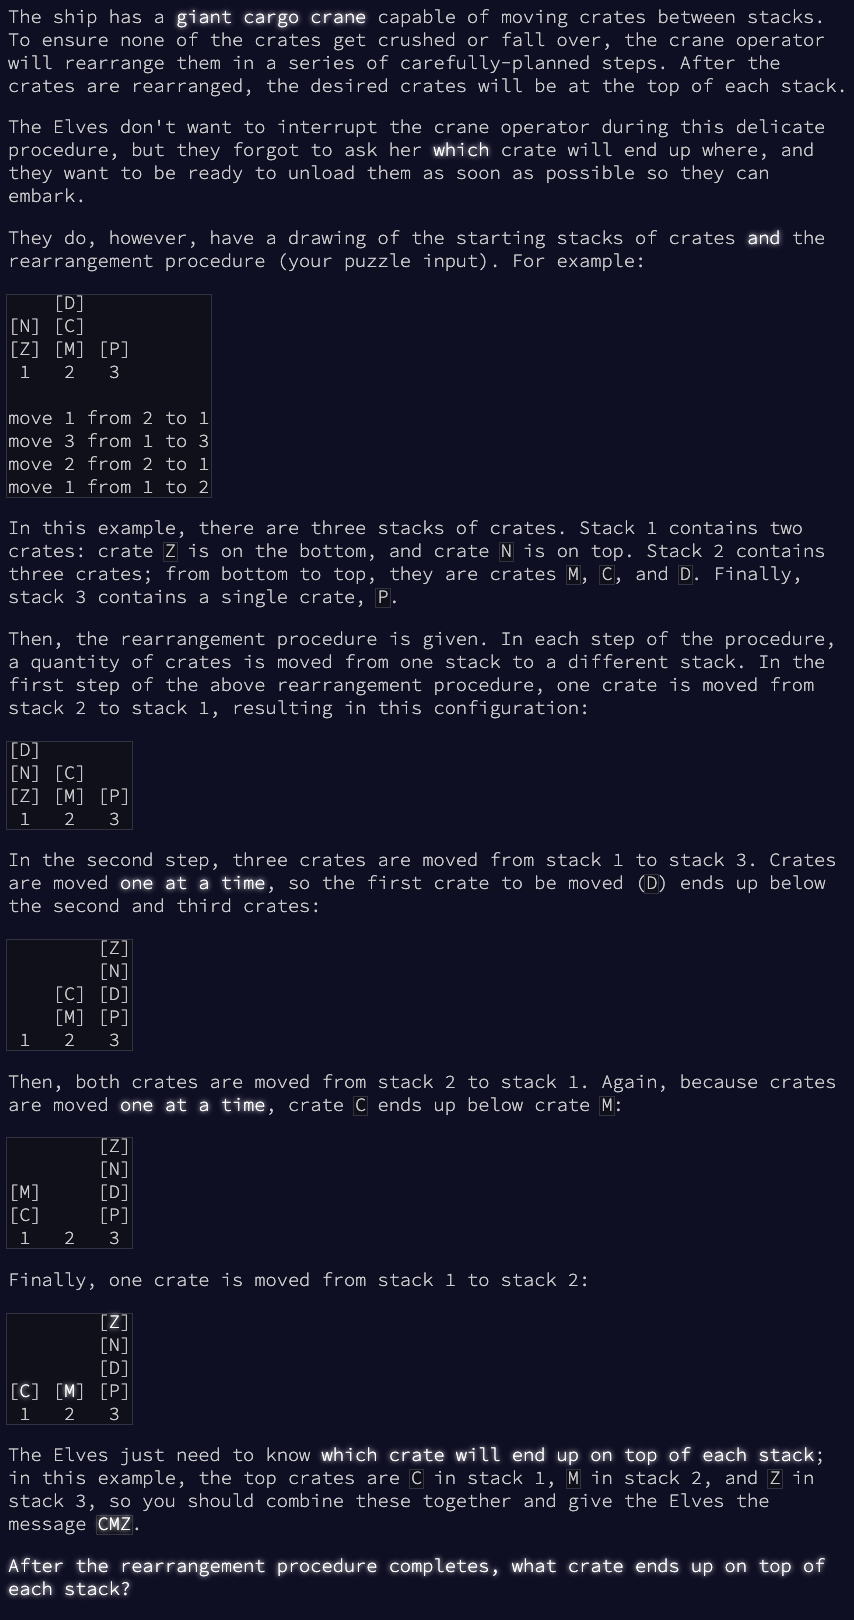 The ship has a giant cargo crane capable of moving crates between stacks.
To ensure none of the crates get crushed or fall over, the crane operator
will rearrange them in a series of carefully-planned steps. After the
crates are rearranged, the desired crates will be at the top of each stack.
The Elves don't want to interrupt the crane operator during this delicate
procedure, but they forgot to ask her which crate will end up where, and
they want to be ready to unload them as soon as possible so they can
embark.
They do, however, have a drawing of the starting stacks of crates and the
rearrangement procedure (your puzzle input). For example:
    [D]
[N] [C]
[Z] [M] [P]
 1   2   3
move 1 from 2 to 1
move 3 from 1 to 3
move 2 from 2 to 1
move 1 from 1 to 2
In this example, there are three stacks of crates. Stack 1 contains two
crates: crate Z is on the bottom, and crate N is on top. Stack 2 contains
three crates; from bottom to top, they are crates M, C, and D. Finally,
stack 3 contains a single crate, P.
Then, the rearrangement procedure is given. In each step of the procedure,
a quantity of crates is moved from one stack to a different stack. In the
first step of the above rearrangement procedure, one crate is moved from
stack 2 to stack 1, resulting in this configuration:
[D]
[N] [C]
[Z] [M] [P]
 1   2   3
In the second step, three crates are moved from stack 1 to stack 3. Crates
are moved one at a time, so the first crate to be moved (D) ends up below
the second and third crates:
        [Z]
        [N]
    [C] [D]
    [M] [P]
 1   2   3
Then, both crates are moved from stack 2 to stack 1. Again, because crates
are moved one at a time, crate C ends up below crate M:
        [Z]
        [N]
[M]     [D]
[C]     [P]
 1   2   3
Finally, one crate is moved from stack 1 to stack 2:
        [Z]
        [N]
        [D]
[C] [M] [P]
 1   2   3
The Elves just need to know which crate will end up on top of each stack;
in this example, the top crates are C in stack 1, M in stack 2, and Z in
stack 3, so you should combine these together and give the Elves the
message CMZ.
After the rearrangement procedure completes, what crate ends up on top of
each stack?